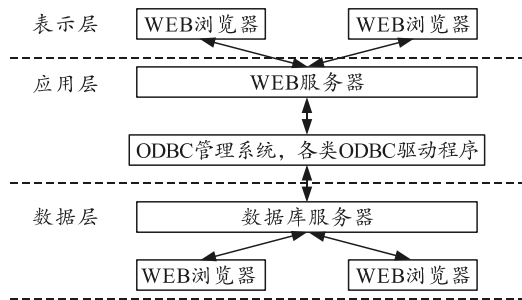 表示层 WEB浏览器 WEB浏览器
应用层 WEB服务器
ODBC管理系统，各类ODBC驱动程序
数据层 数据库服务器
WEB浏览器 WEB浏览器